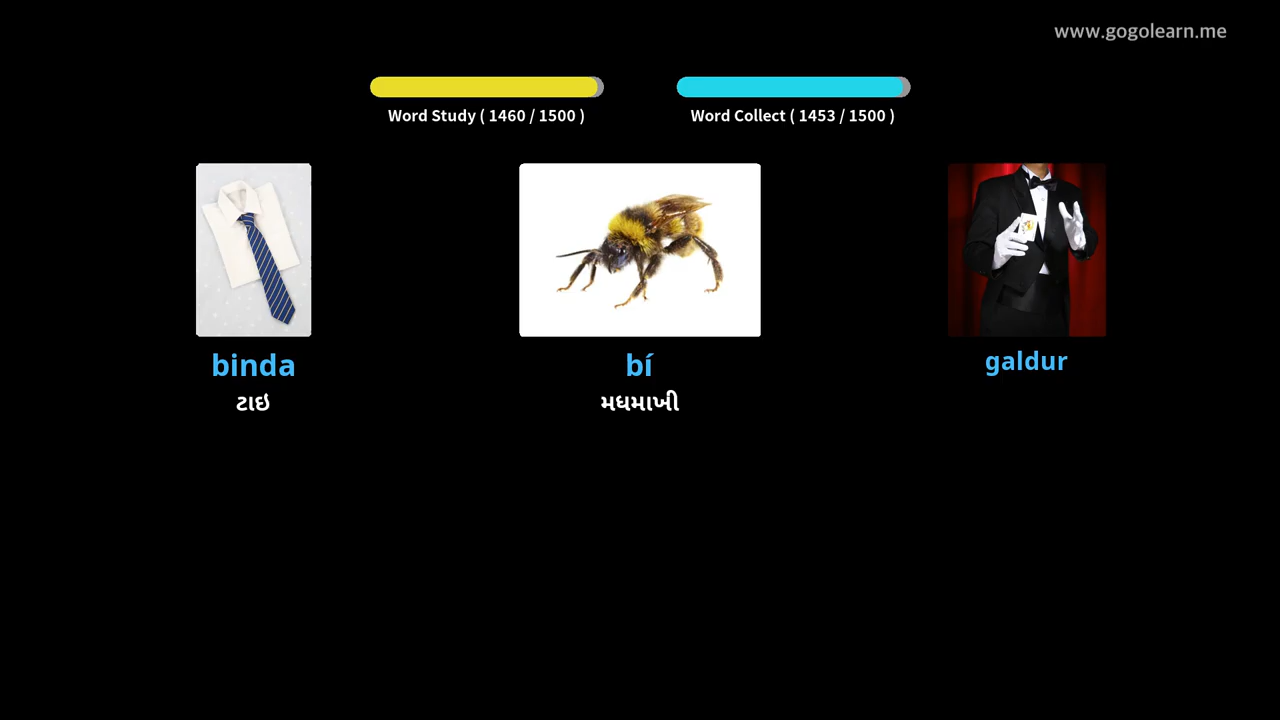 www.gogolearn.me
Word Study ( 1460 / 1500 )
Word Collect ( 1453 / 1500 )
binda
bí
galdur
ટાઇ
મધમાખી